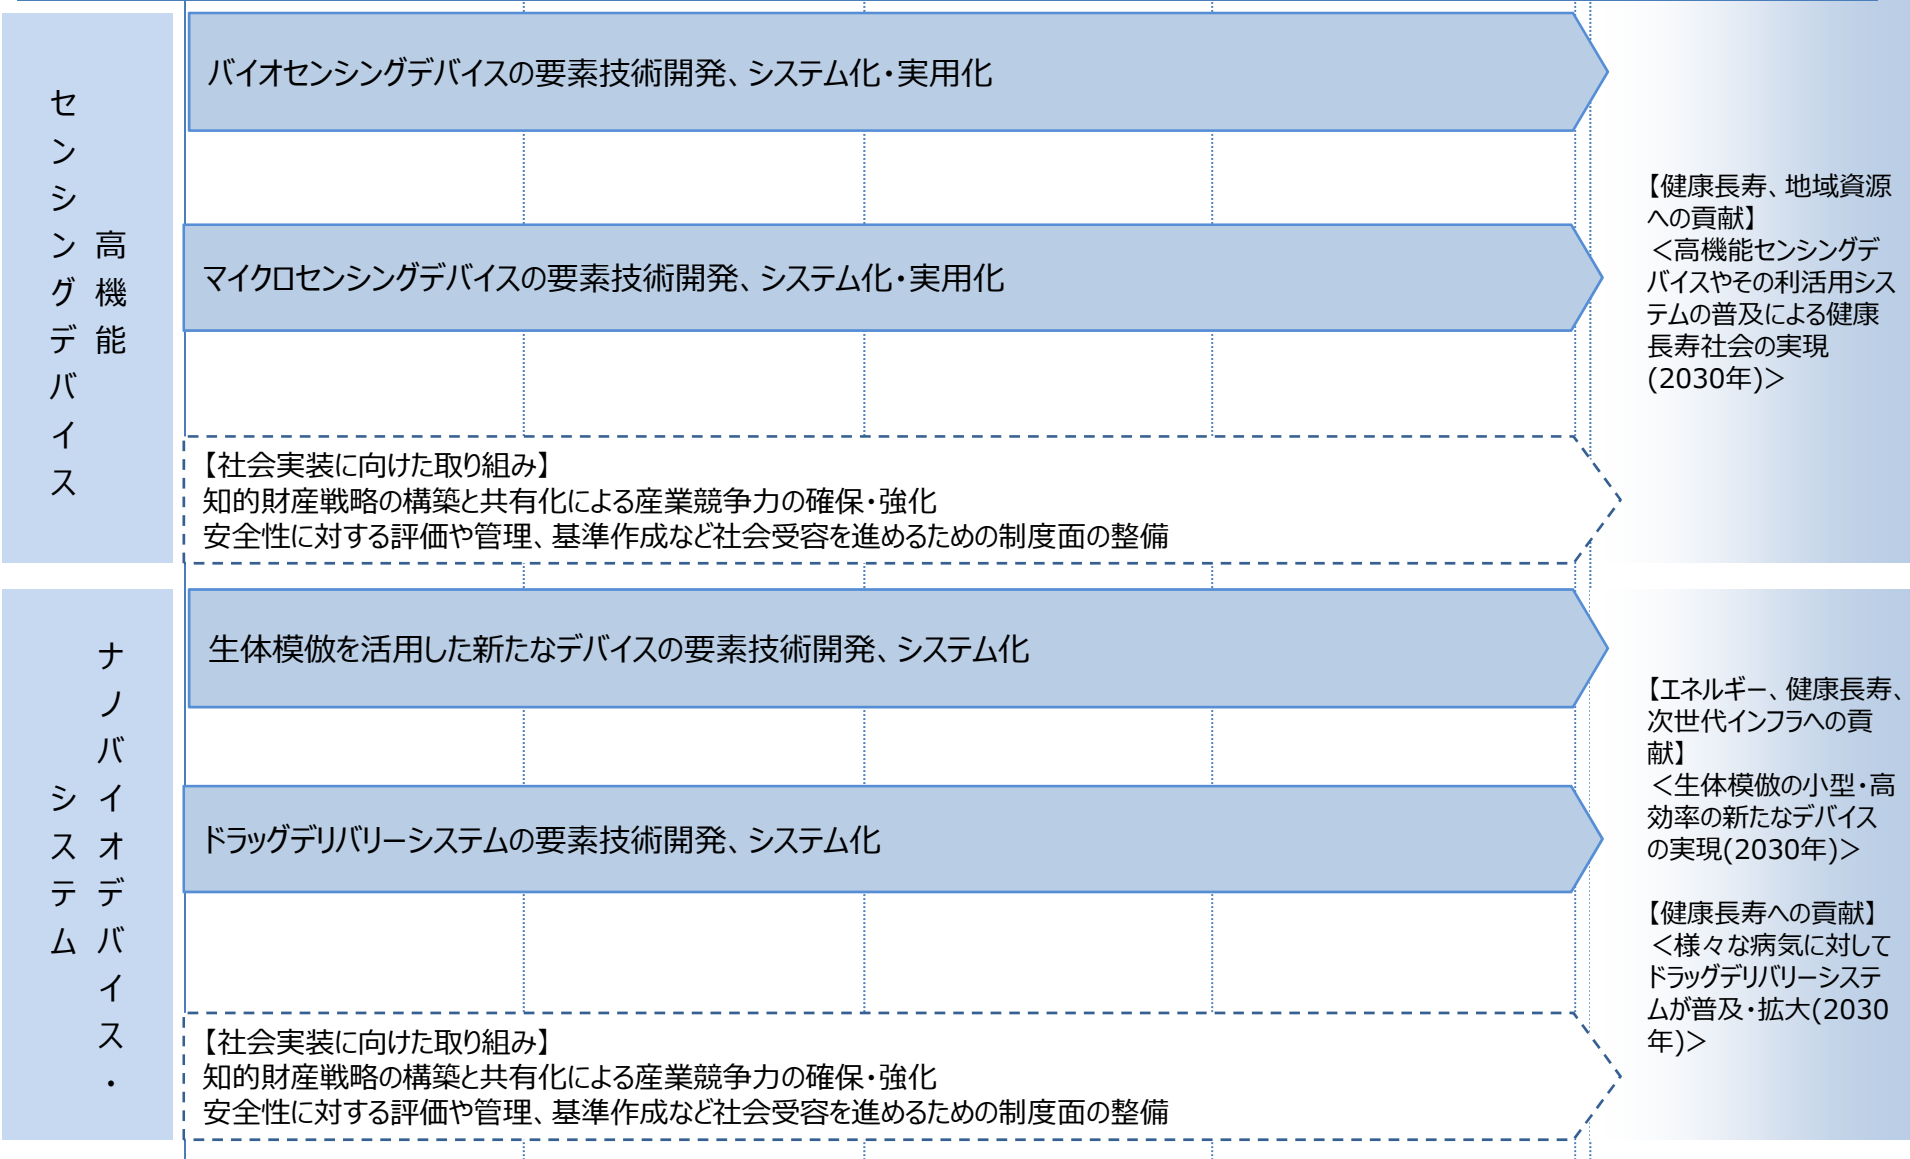 高機能
センシングデバイス
バイオセンシングデバイスの要素技術開発、システム化・実用化
マイクロセンシングデバイスの要素技術開発、システム化・実用化
【社会実装に向けた取り組み】
知的財産戦略の構築と共有化による産業競争力の確保・強化
安全性に対する評価や管理、基準作成など社会受容を進めるための制度面の整備
【健康長寿、地域資源
への貢献】
＜高機能センシングデ
バイスやその利活用シス
テムの普及による健康
長寿社会の実現
(2030年)＞
ナノバイオデバイス・
システム
生体模倣を活用した新たなデバイスの要素技術開発、システム化
ドラッグデリバリーシステムの要素技術開発、システム化
【社会実装に向けた取り組み】
知的財産戦略の構築と共有化による産業競争力の確保・強化
安全性に対する評価や管理、基準作成など社会受容を進めるための制度面の整備
【エネルギー、健康長寿、
次世代インフラへの貢
献】
＜生体模倣の小型・高
効率の新たなデバイス
の実現(2030年)＞
【健康長寿への貢献】
＜様々な病気に対して
ドラッグデリバリーシステ
ムが普及・拡大(2030
年)＞